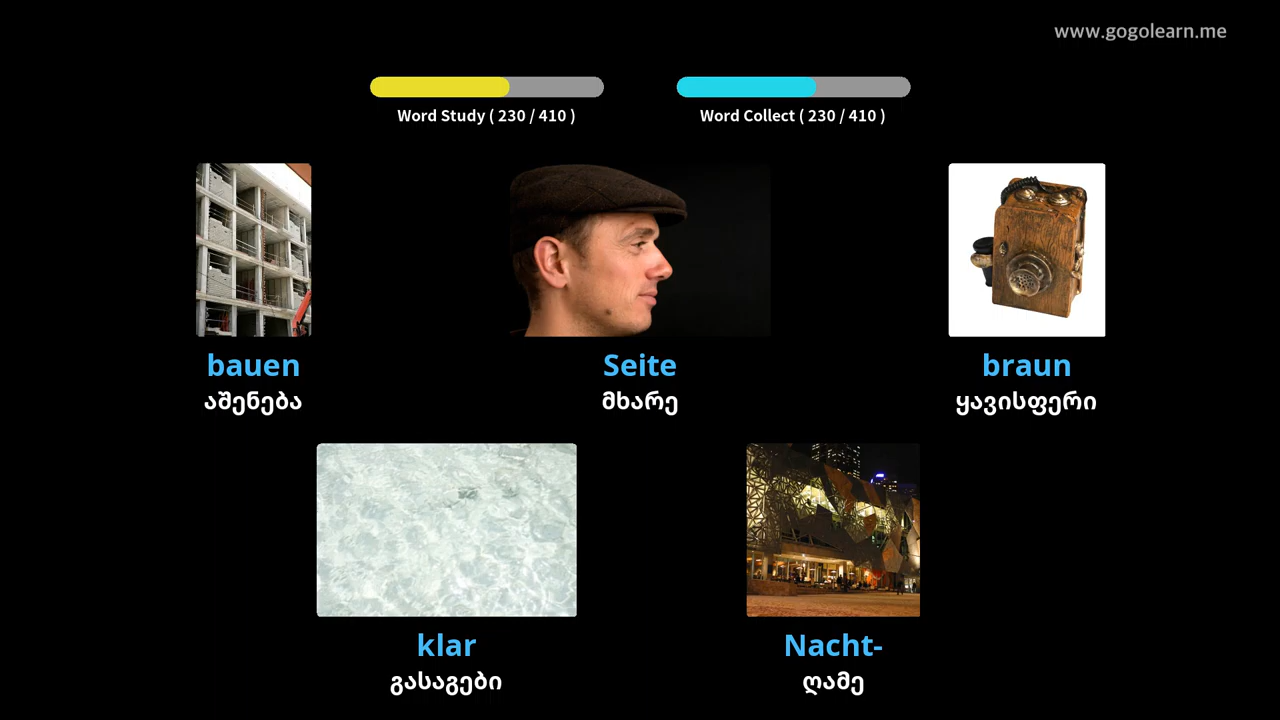 www.gogolearn.me
Word Study ( 230 / 410 )
Word Collect ( 230 / 410 )
bauen
აშენება
Seite
მხარე
braun
ყავისფერი
klar
გასაგები
Nacht-
ღამე